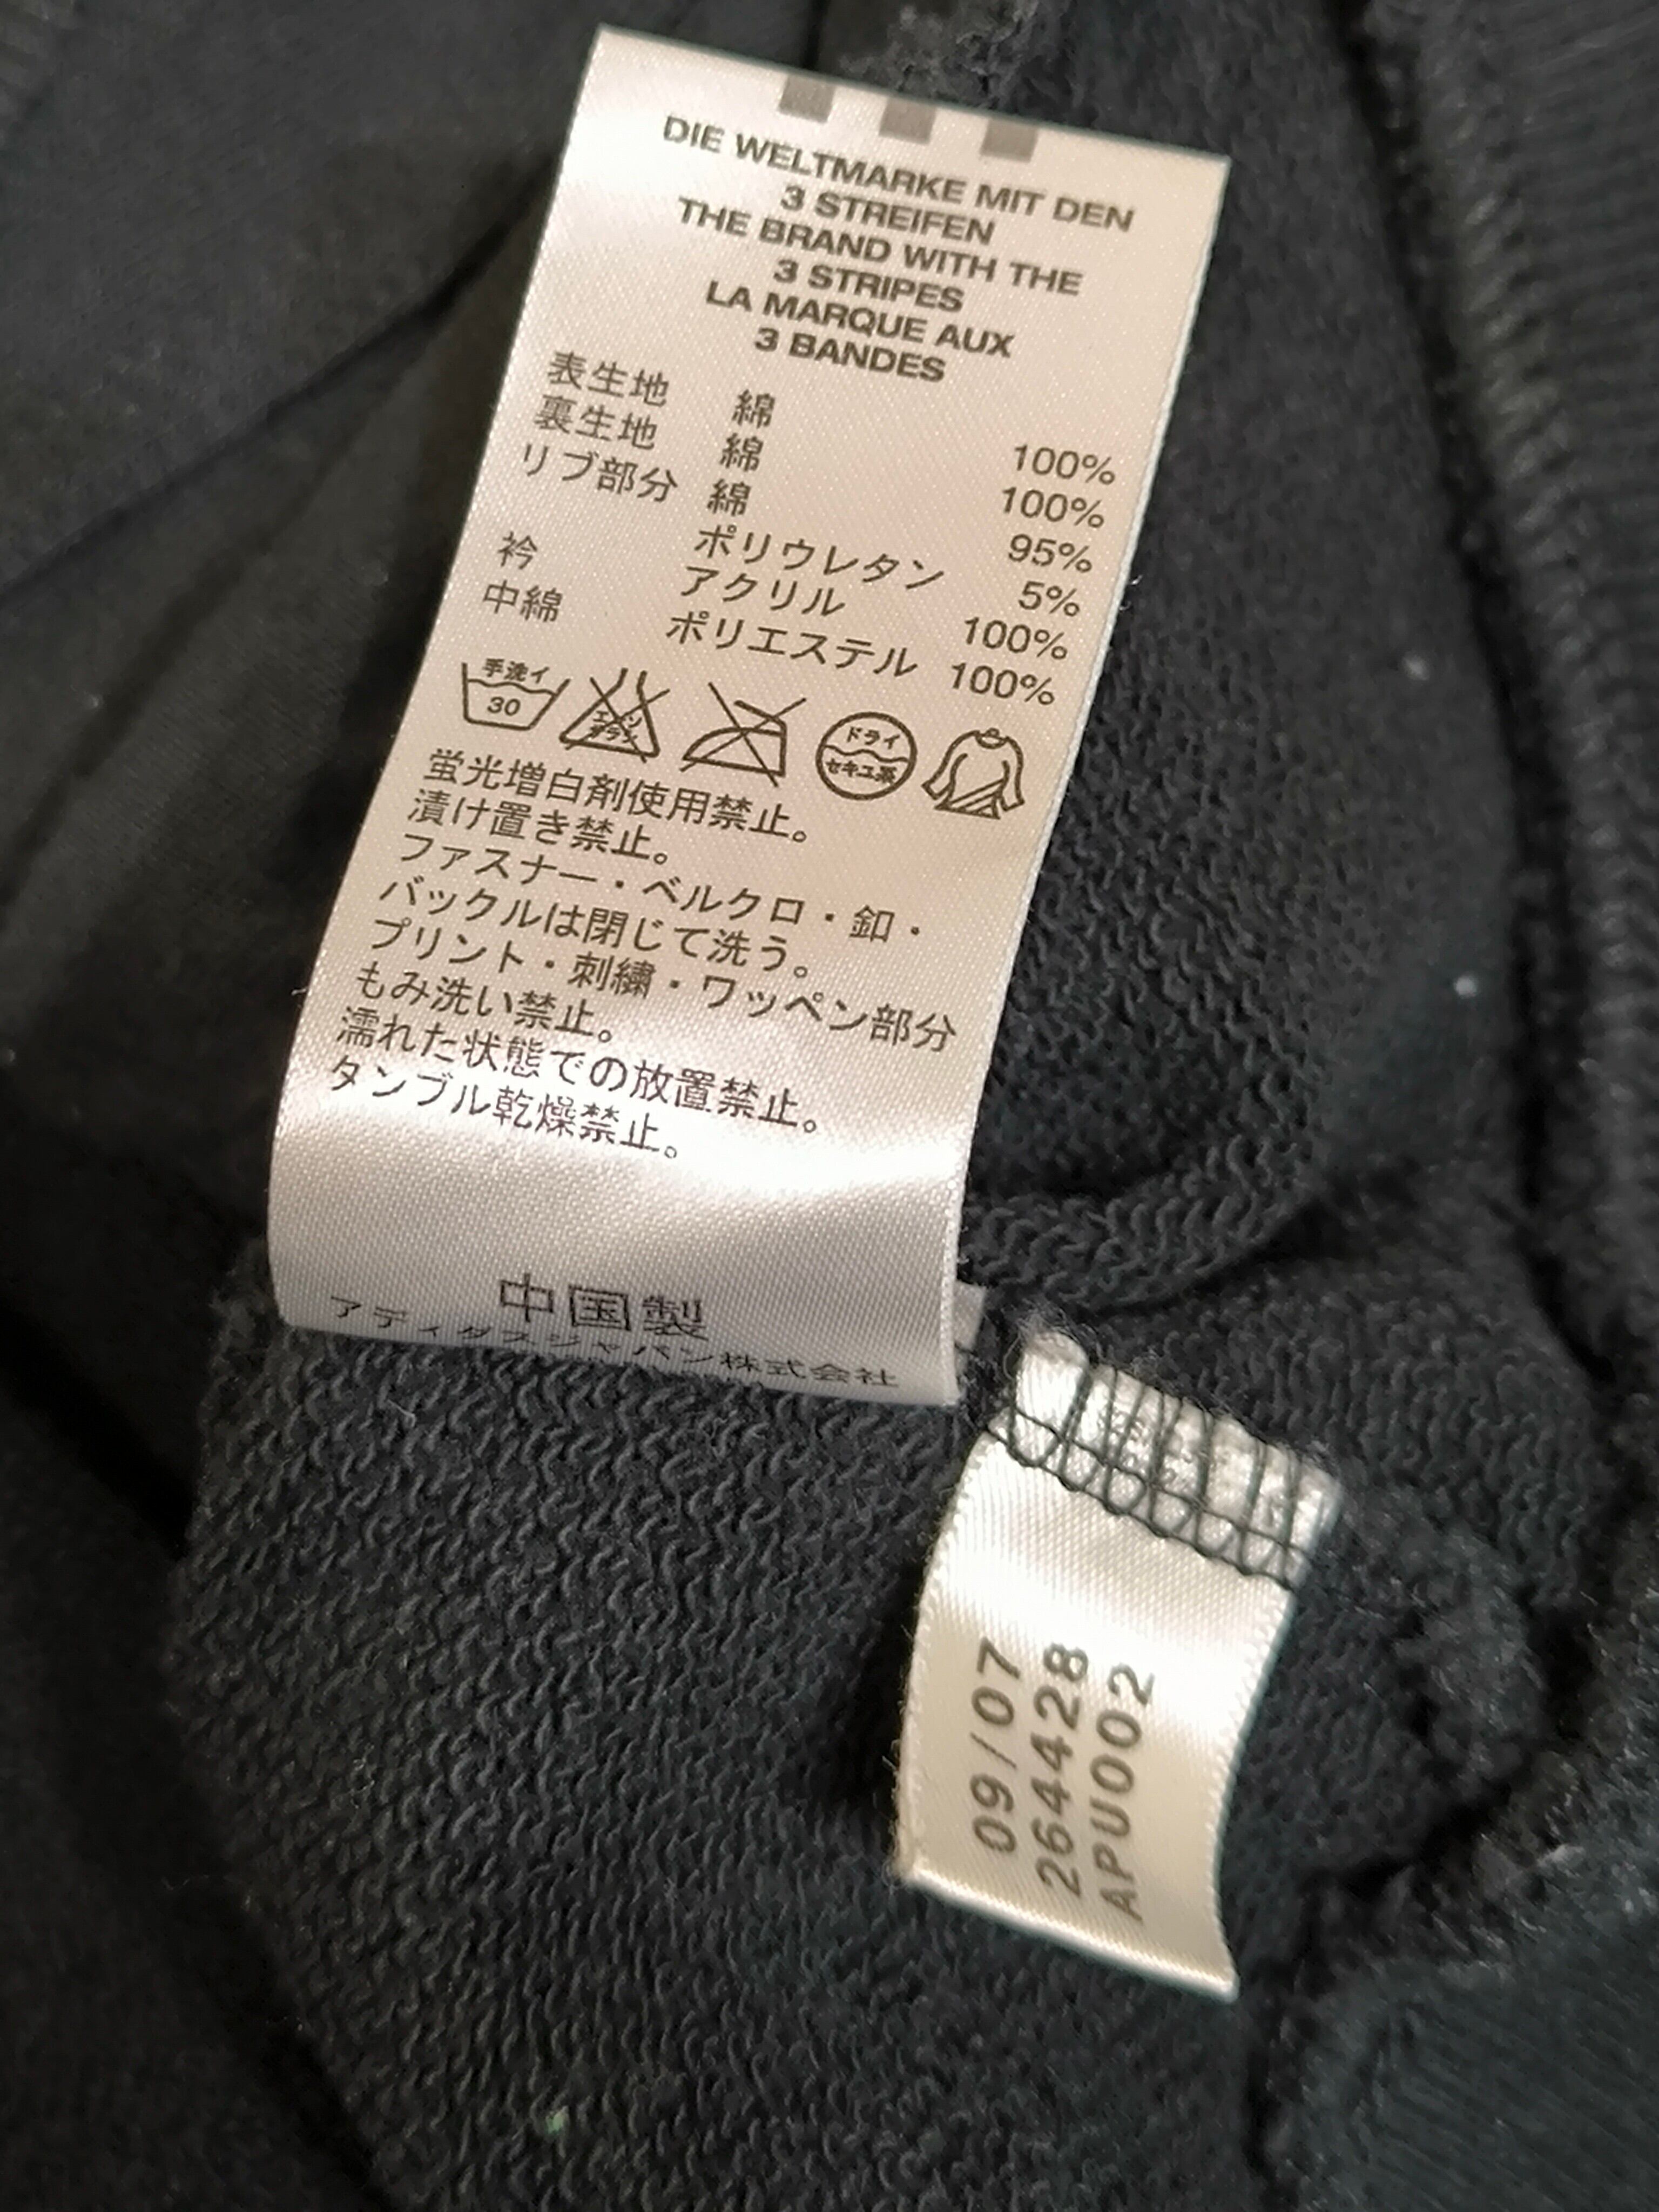 DIE WELTMARKE MIT DEN
3 STREIFEN
THE BRAND WITH THE
3 STRIPES
LA MARQUE AUX
3 BANDES
表生地 綿 100%
裏生地 綿 100%
リブ部分 綿 95%
ポリウレタン 5%
衿 アクリル 100%
中綿 ポリエステル 100%
手洗イ 30 エンソサラシ ドライ セキユ系
蛍光増白剤使用禁止。
漬け置き禁止。
ファスナー・ベルクロ・釦・
バックルは閉じて洗う。
プリント・刺繍・ワッペン部分
もみ洗い禁止。
濡れた状態での放置禁止。
タンブル乾燥禁止。
中国製
アディダスジャパン株式会社
09/07
264428
APU002